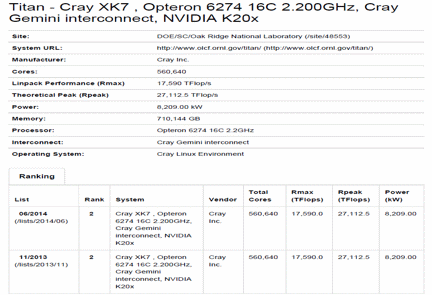 Titan - Cray XK7 , Opteron 6274 16C 2.200GHz, Cray
Gemini interconnect, NVIDIA K20x
Site: DOE/SC/Oak Ridge National Laboratory (/site/48553)
System URL: http://www.olcf.ornl.gov/titan/ (http://www.olcf.ornl.gov/titan/)
Manufacturer: Cray Inc.
Cores: 560,640
Linpack Performance (Rmax) 17,590 TFlop/s
Theoretical Peak (Rpeak) 27,112.5 TFlop/s
Power: 8,209.00 kW
Memory: 710,144 GB
Processor: Opteron 6274 16C 2.2GHz
Interconnect: Cray Gemini interconnect
Operating System: Cray Linux Environment
Ranking
List Rank System Vendor Total Cores Rmax (TFlops) Rpeak (TFlops) Power (kW)
06/2014 2 Cray XK7 , Opteron Cray 560,640 17,590.0 27,112.5 8,209.00
(/lists/2014/06) 6274 16C 2.200GHz, Inc.
Cray Gemini
interconnect, NVIDIA
K20x
11/2013 2 Cray XK7 , Opteron Cray 560,640 17,590.0 27,112.5 8,209.00
(/lists/2013/11) 6274 16C 2.200GHz, Inc.
Cray Gemini
interconnect, NVIDIA
K20x